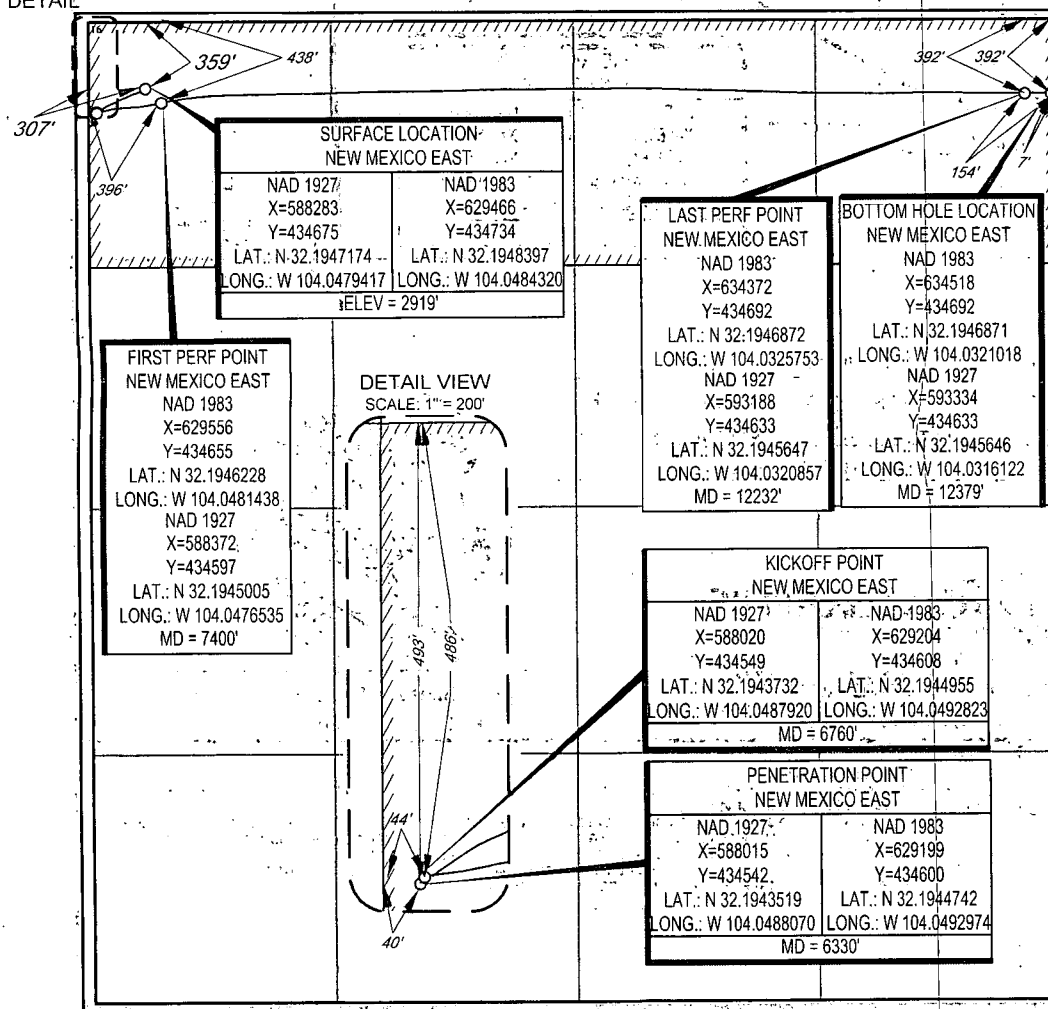 DETAIL
359'
438'
392'
392'
307'
396'
154'
7'
SURFACE LOCATION
NEW MEXICO EAST
NAD 1927
X=588283
Y=434675
LAT.: N 32.1947174
LONG.: W 104.0479417
NAD 1983
X=629466
Y=434734
LAT.: N 32.1948397
LONG.: W 104.0484320
ELEV = 2919'
LAST PERF POINT
NEW MEXICO EAST
NAD 1983
X=634372
Y=434692
LAT.: N 32.1946872
LONG.: W 104.0325753
NAD 1927
X=593188
Y=434633
LAT.: N 32.1945647
LONG.: W 104.0320857
MD = 12232'
BOTTOM HOLE LOCATION
NEW MEXICO EAST
NAD 1983
X=634518
Y=434692
LAT.: N 32.1946871
LONG.: W 104.0321018
NAD 1927
X=593334
Y=434633
LAT.: N 32.1945646
LONG.: W 104.0316122
MD = 12379'
FIRST PERF POINT
NEW MEXICO EAST
NAD 1983
X=629556
Y=434655
LAT.: N 32.1946228
LONG.: W 104.0481438
NAD 1927
X=588372
Y=434597
LAT.: N 32.1945005
LONG.: W 104.0476535
MD = 7400'
DETAIL VIEW
SCALE: 1" = 200'
493'
486'
44'
40'
KICKOFF POINT
NEW MEXICO EAST
NAD 1927
X=588020
Y=434549
LAT.: N 32.1943732
LONG.: W 104.0487920
NAD 1983
X=629204
Y=434608
LAT.: N 32.1944955
LONG.: W 104.0492823
MD = 6760'
PENETRATION POINT
NEW MEXICO EAST
NAD 1927
X=588015
Y=434542
LAT.: N 32.1943519
LONG.: W 104.0488070
NAD 1983
X=629199
Y=434600
LAT.: N 32.1944742
LONG.: W 104.0492974
MD = 6330'